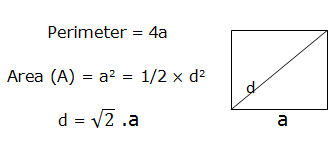 Perimeter = 4a
Area (A) = a² = 1/2 × d²
d = √2 .a
d
a